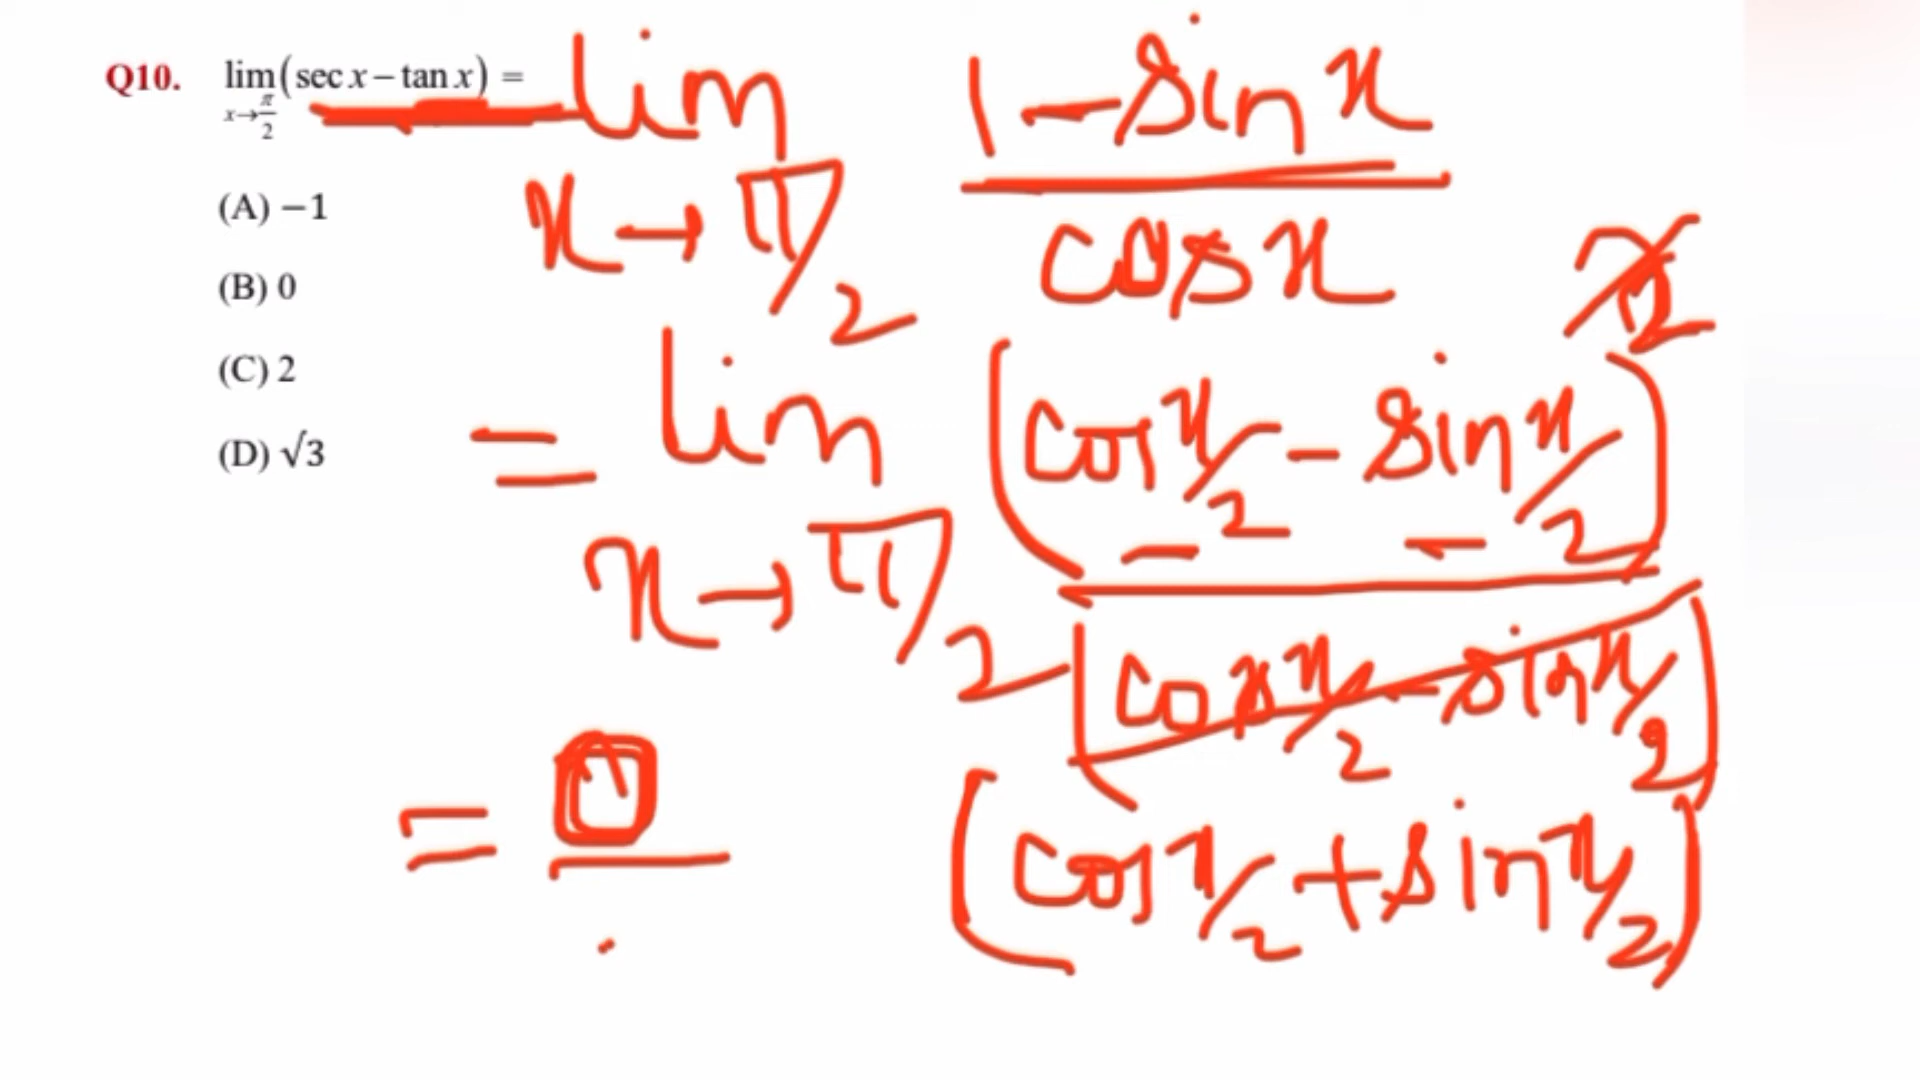 Q10. lim(sec x – tan x) = lim 1 – sin x
x→π/2 x→π/2 cos x
(A) –1
(B) 0
(C) 2
(D) √3
= lim (cos x/2 – sin x/2)
x→π/2 (cos x/2 – sin x/2)
(cos x/2 + sin x/2)
= 0